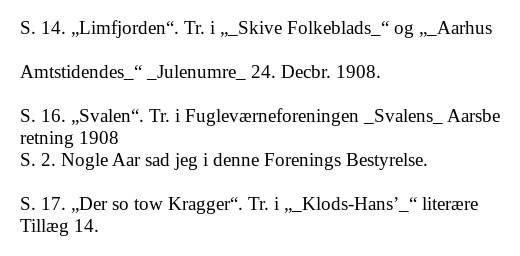 S. 14. „Limfjorden“. Tr. i „_Skive Folkeblads_“ og „_Aarhus
Amtstidendes_“ _Julenumre_ 24. Decbr. 1908.
S. 16. „Svalen“. Tr. i Fugleværneforeningen _Svalens_ Aarsbe
retning 1908
S. 2. Nogle Aar sad jeg i denne Forenings Bestyrelse.
S. 17. „Der so tow Kragger“. Tr. i „_Klods-Hans’_“ literære
Tillæg 14.